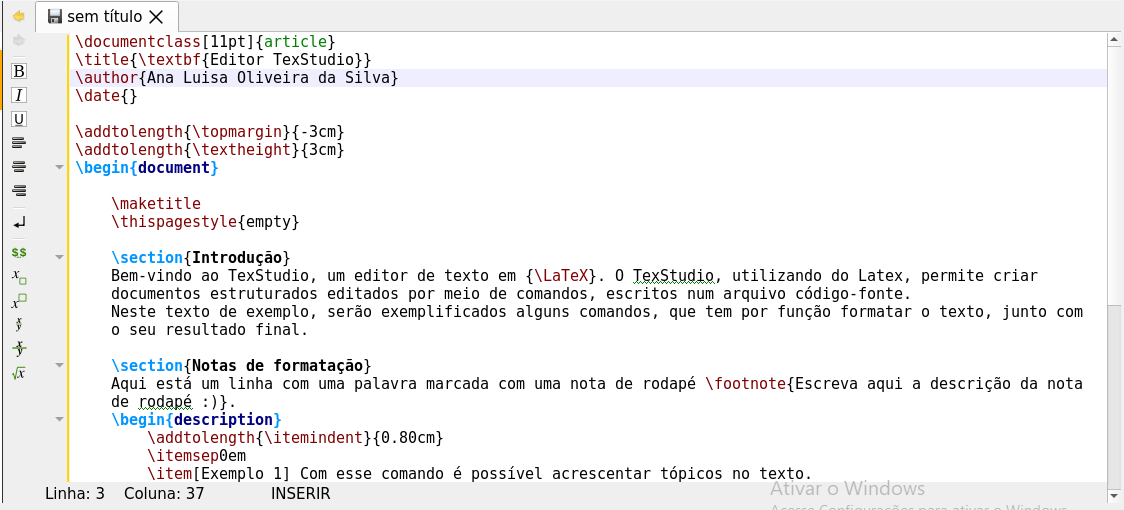 sem título
\documentclass[11pt]{article}
\title{\textbf{Editor TexStudio}}
\author{Ana Luisa Oliveira da Silva}
\date{}
\addtolength{\topmargin}{-3cm}
\addtolength{\textheight}{3cm}
\begin{document}
\maketitle
\thispagestyle{empty}
\section{Introdução}
Bem-vindo ao TexStudio, um editor de texto em {\LaTeX}. O TexStudio, utilizando do Latex, permite criar
documentos estruturados editados por meio de comandos, escritos num arquivo código-fonte.
Neste texto de exemplo, serão exemplificados alguns comandos, que tem por função formatar o texto, junto com
o seu resultado final.
\section{Notas de formatação}
Aqui está um linha com uma palavra marcada com uma nota de rodapé \footnote{Escreva aqui a descrição da nota
de rodapé :)}.
\begin{description}
\addtolength{\itemindent}{0.80cm}
\itemsep0em
\item[Exemplo 1] Com esse comando é possível acrescentar tópicos no texto.
Linha: 3 Coluna: 37 INSERIR
Ativar o Windows
Acesse Configurações para ativar o Windows.